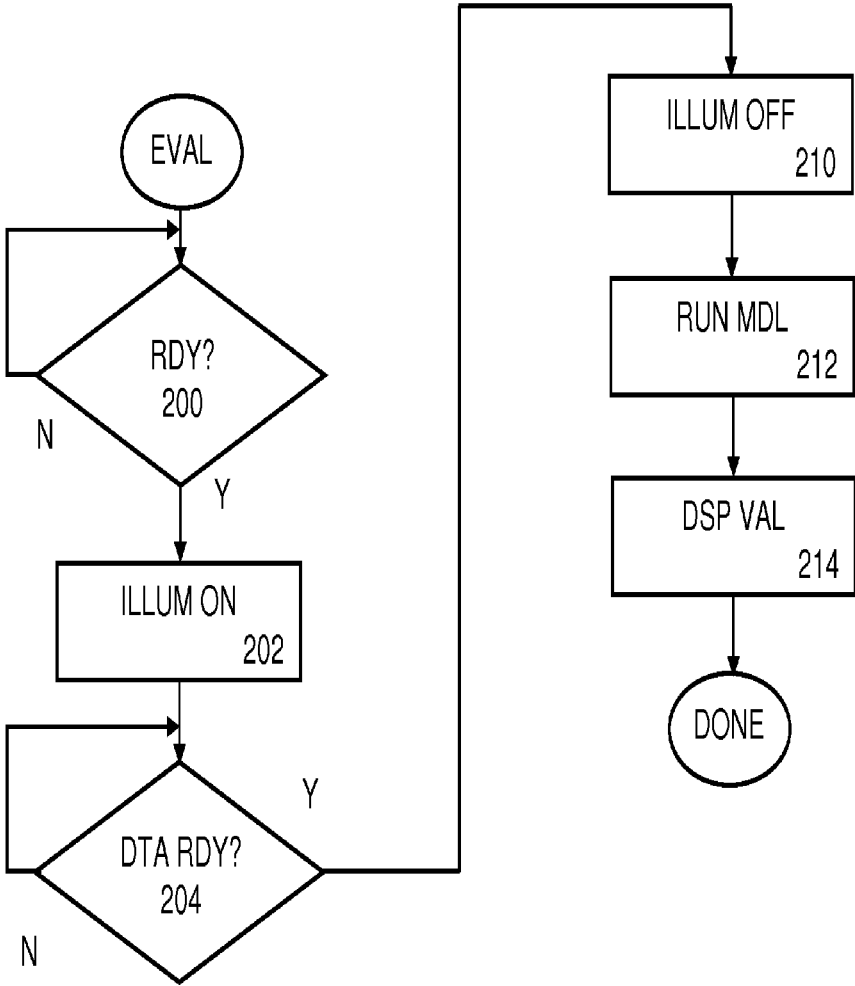 EVAL
RDY?
200
N
Y
ILLUM ON
202
DTA RDY?
204
N
Y
ILLUM OFF
210
RUN MDL
212
DSP VAL
214
DONE